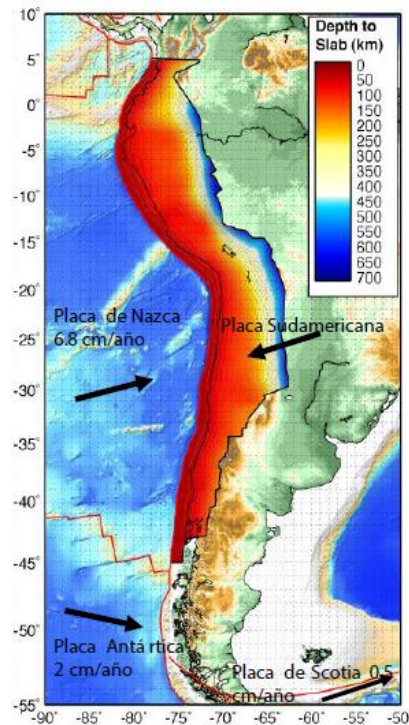 Depth to
Slab (km)
0
50
100
150
200
250
300
350
400
450
500
550
600
650
700
10°
5°
0°
-5°
-10°
-15°
-20°
-25°
-30°
-35°
-40°
-45°
-50°
-55°
Placa de Nazca
6.8 cm/año
Placa Sudamericana
Placa Antá rtica
2 cm/año
Placa de Scotia 0.5
cm/año
-90 -85 -80 -75 -70 -65 -60 -55 -50